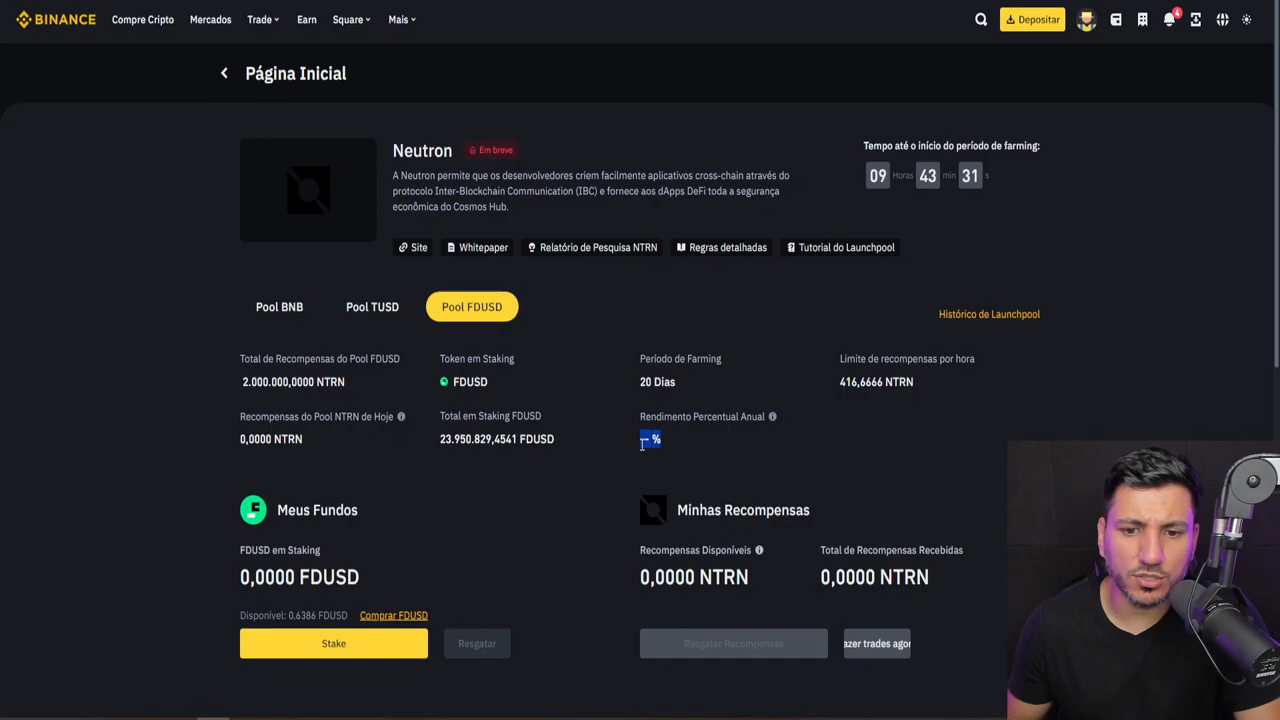 BINANCE Compre Cripto Mercados Trade Earn Square Mais Depositar 4
Página Inicial
Neutron Em breve
A Neutron permite que os desenvolvedores criem facilmente aplicativos cross-chain através do
protocolo Inter-Blockchain Communication (IBC) e fornece aos dApps DeFi toda a segurança
econômica do Cosmos Hub.
Tempo até o início do período de farming:
09 Horas 43 min 31 s
Site Whitepaper Relatório de Pesquisa NTRN Regras detalhadas Tutorial do Launchpool
Pool BNB Pool TUSD Pool FDUSD
Histórico de Launchpool
Total de Recompensas do Pool FDUSD Token em Staking Período de Farming Limite de recompensas por hora
2.000.000,0000 NTRN FDUSD 20 Dias 416,6666 NTRN
Recompensas do Pool NTRN de Hoje Total em Staking FDUSD Rendimento Percentual Anual
0,0000 NTRN 23.950.829,4541 FDUSD -- %
Meus Fundos Minhas Recompensas
FDUSD em Staking Recompensas Disponíveis Total de Recompensas Recebidas
0,0000 FDUSD 0,0000 NTRN 0,0000 NTRN
Disponível: 0,6386 FDUSD Comprar FDUSD
Stake Resgatar Resgatar Recompensas azer trades agor